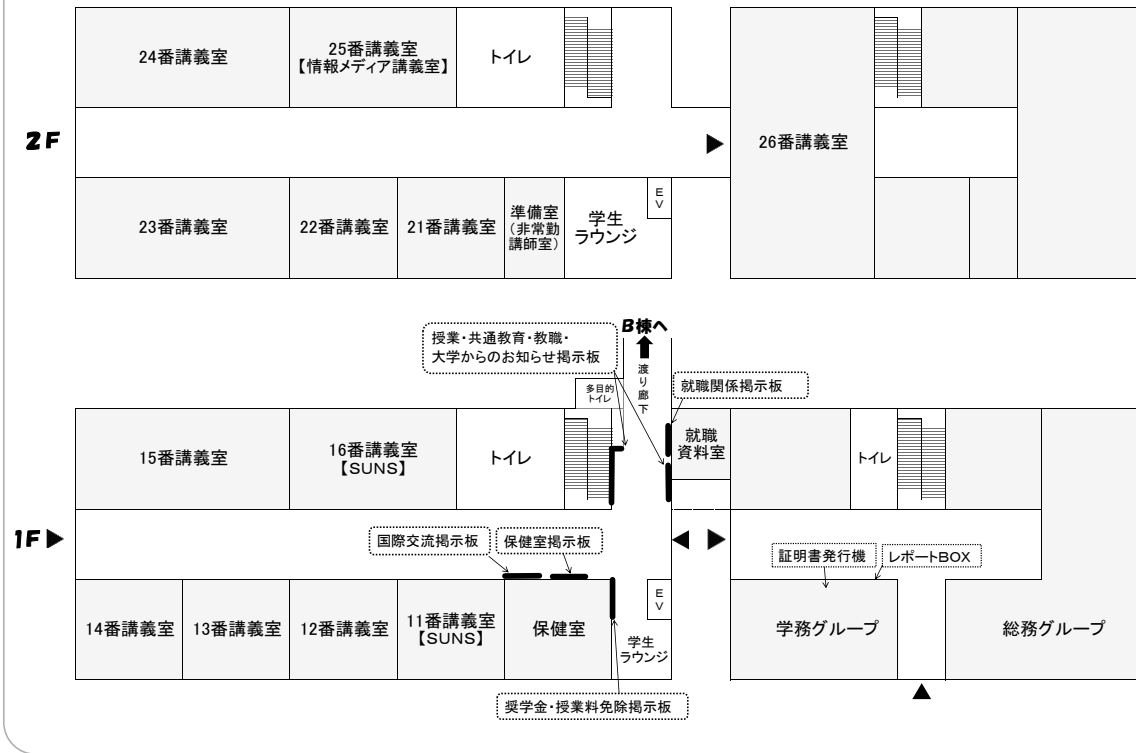 24番講義室
25番講義室
【情報メディア講義室】
トイレ
2F
26番講義室
23番講義室
22番講義室
21番講義室
準備室
(非常勤
講師室)
学生
ラウンジ
EV
B棟へ
授業・共通教育・教職・
大学からのお知らせ掲示板
渡り廊下
多目的
トイレ
就職関係掲示板
15番講義室
16番講義室
【SUNS】
トイレ
就職
資料室
トイレ
1F
国際交流掲示板
保健室掲示板
証明書発行機
レポートBOX
14番講義室
13番講義室
12番講義室
11番講義室
【SUNS】
保健室
EV
学生
ラウンジ
学務グループ
総務グループ
奨学金・授業料免除掲示板